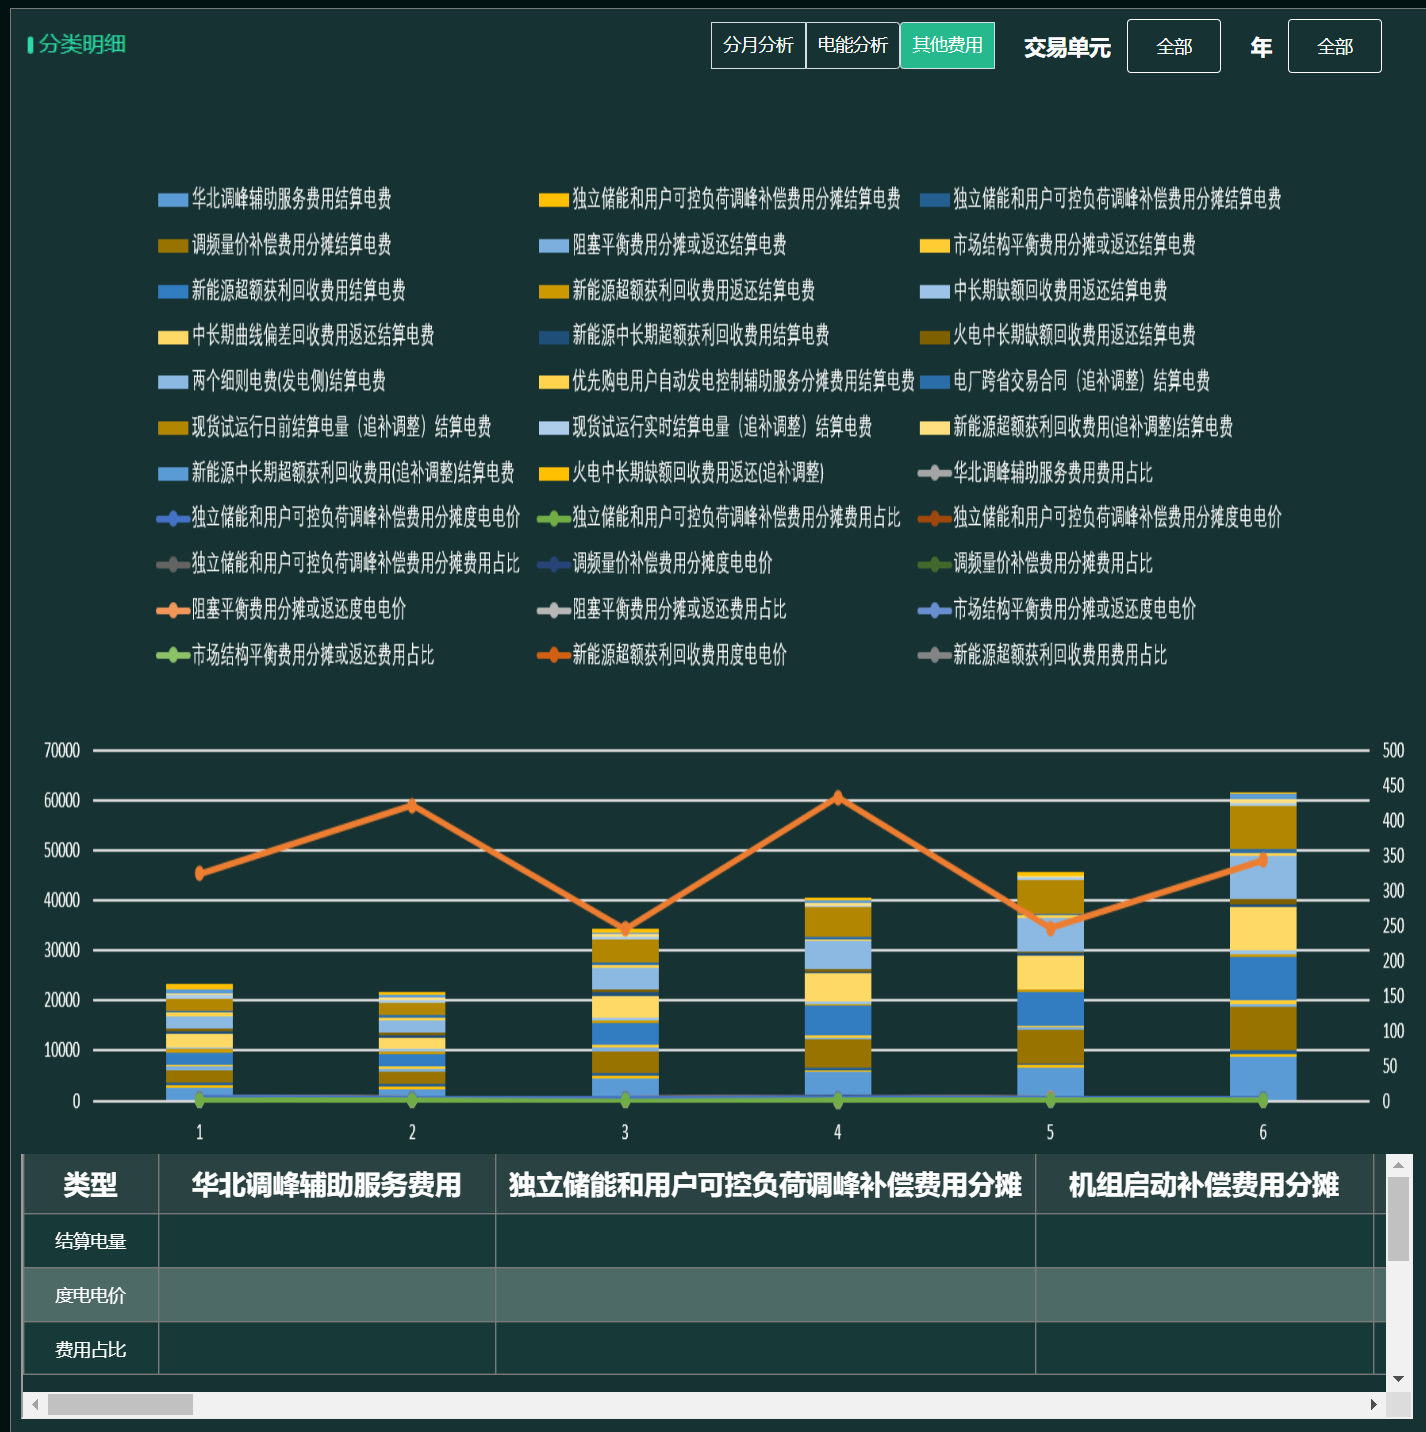 分类明细
分月分析 电能分析 其他费用 交易单元 全部 年 全部
华北调峰辅助服务费用结算电费 独立储能和用户可控负荷调峰补偿费用分摊结算电费 独立储能和用户可控负荷调峰补偿费用分摊结算电费
调频量价补偿费用分摊结算电费 阻塞平衡费用分摊或返还结算电费 市场结构平衡费用分摊或返还结算电费
新能源超额获利回收费用结算电费 新能源超额获利回收费用返还结算电费 中长期缺额回收费用返还结算电费
中长期曲线偏差回收费用返还结算电费 新能源中长期超额获利回收费用结算电费 火电中长期缺额回收费用返还结算电费
两个细则电费(发电侧)结算电费 优先购电用户自动发电控制辅助服务分摊费用结算电费 电厂跨省交易合同（追补调整）结算电费
现货试运行日前结算电量（追补调整）结算电费 现货试运行实时结算电量（追补调整）结算电费 新能源超额获利回收费用(追补调整)结算电费
新能源中长期超额获利回收费用(追补调整)结算电费 火电中长期缺额回收费用返还(追补调整) 华北调峰辅助服务费用费用占比
独立储能和用户可控负荷调峰补偿费用分摊度电电价 独立储能和用户可控负荷调峰补偿费用分摊费用占比 独立储能和用户可控负荷调峰补偿费用分摊度电电价
独立储能和用户可控负荷调峰补偿费用分摊费用占比 调频量价补偿费用分摊度电电价 调频量价补偿费用分摊费用占比
阻塞平衡费用分摊或返还度电电价 阻塞平衡费用分摊或返还费用占比 市场结构平衡费用分摊或返还度电电价
市场结构平衡费用分摊或返还费用占比 新能源超额获利回收费用度电电价 新能源超额获利回收费用费用占比
70000 500
450
60000 400
50000 350
40000 300
250
30000 200
20000 150
100
10000 50
0 0
1 2 3 4 5 6
类型 华北调峰辅助服务费用 独立储能和用户可控负荷调峰补偿费用分摊 机组启动补偿费用分摊
结算电量
度电电价
费用占比